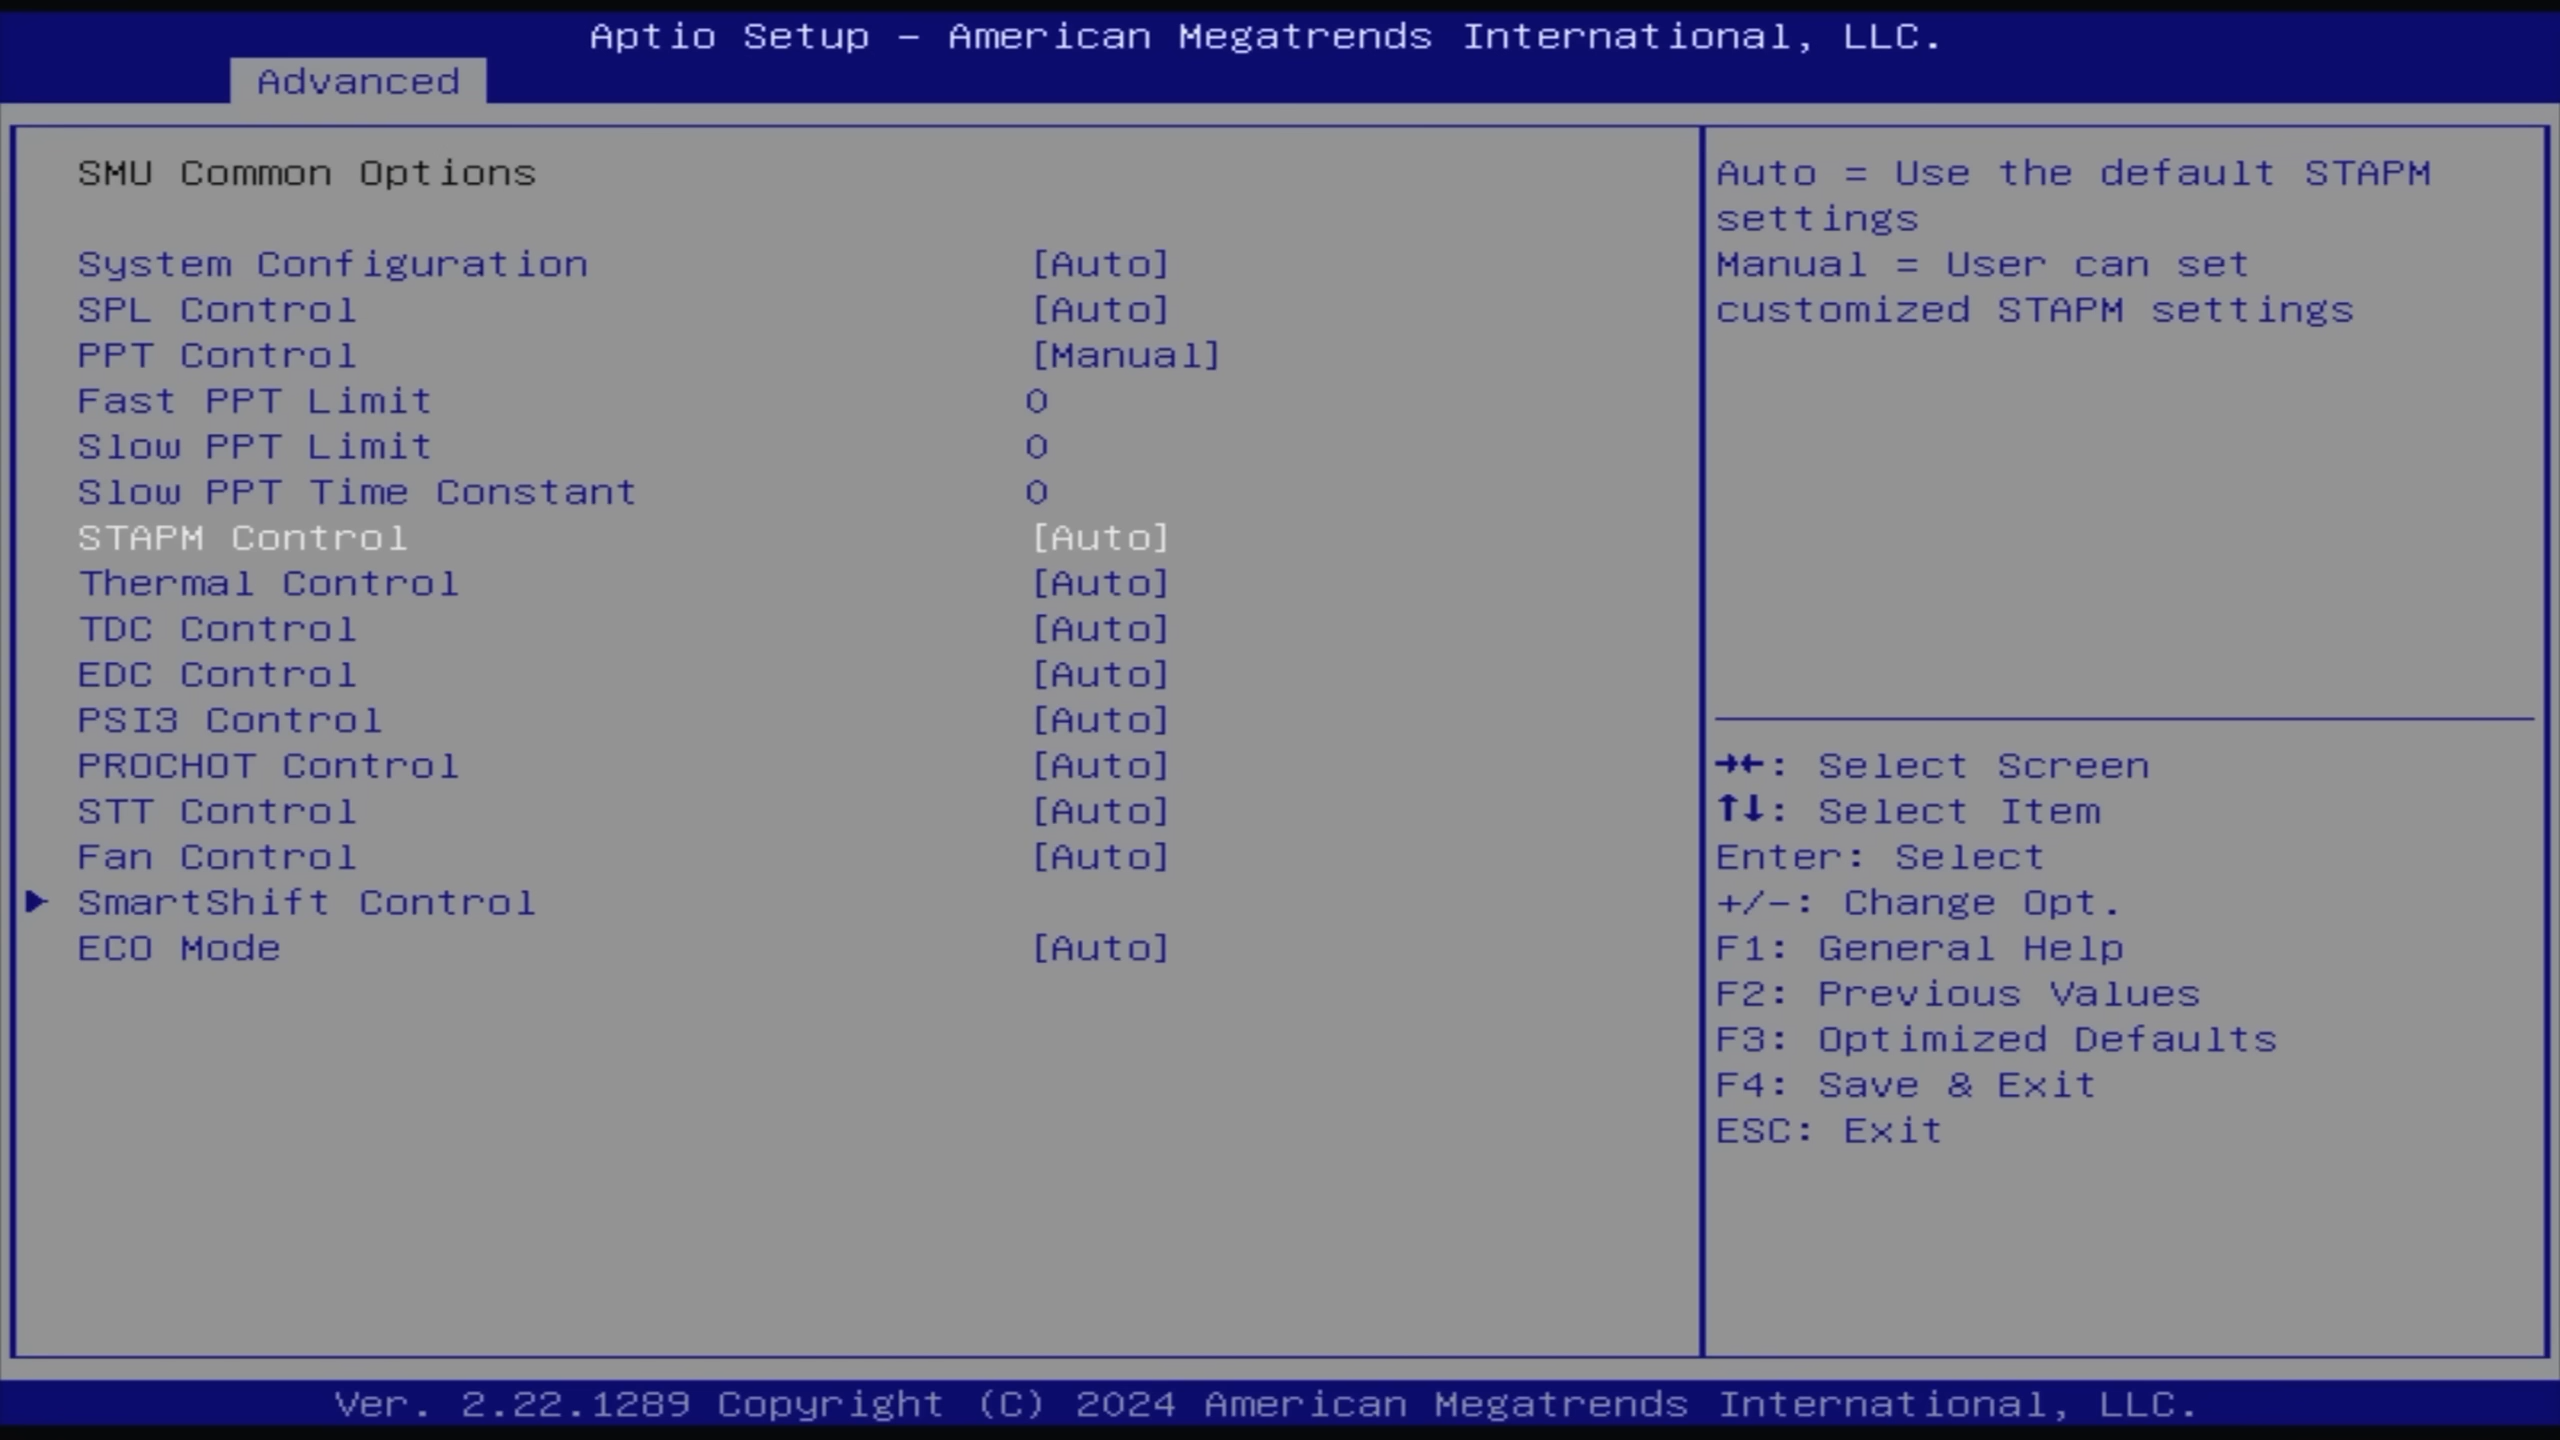 Aptio Setup – American Megatrends International, LLC.
Advanced
SMU Common Options
System Configuration [Auto]
SPL Control [Auto]
PPT Control [Manual]
Fast PPT Limit 0
Slow PPT Limit 0
Slow PPT Time Constant 0
STAPM Control [Auto]
Thermal Control [Auto]
TDC Control [Auto]
EDC Control [Auto]
PSI3 Control [Auto]
PROCHOT Control [Auto]
STT Control [Auto]
Fan Control [Auto]
▶ SmartShift Control
ECO Mode [Auto]
Auto = Use the default STAPM
settings
Manual = User can set
customized STAPM settings
→←: Select Screen
↑↓: Select Item
Enter: Select
+/-: Change Opt.
F1: General Help
F2: Previous Values
F3: Optimized Defaults
F4: Save & Exit
ESC: Exit
Ver. 2.22.1289 Copyright (C) 2024 American Megatrends International, LLC.